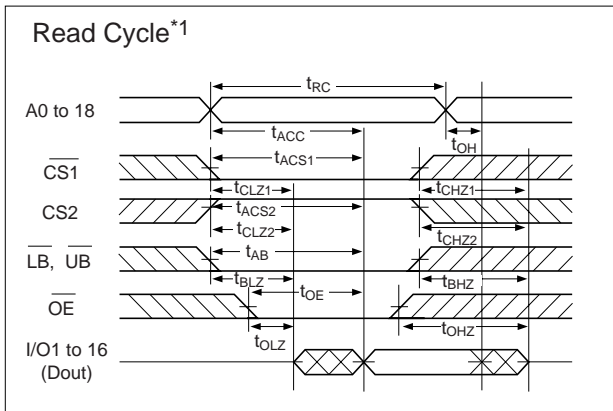 Read Cycle*1
tRC
A0 to 18
tACC
tOH
CS1
tACS1
tCLZ1
tCHZ1
CS2
tACS2
tCLZ2
tCHZ2
LB, UB
tAB
tBLZ
tBHZ
OE
tOE
tOLZ
tOHZ
I/O1 to 16
(Dout)